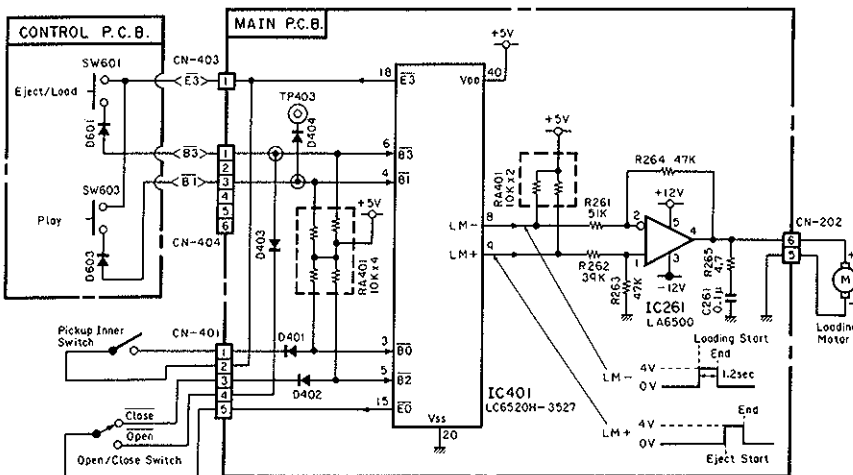 CONTROL P.C.B.
MAIN P.C.B.
CN-403
SW601
Eject/Load
D601
E3
1
B3
B1
SW603
Play
D603
1
2
3
4
5
6
CN-404
TP403
D404
D403
+5V
RA401
10K×4
18 E3
6 B3
4 B1
3 B0
5 B2
15 E0
VDD 40
+5V
LM- 8
LM+ 9
Vss
20
IC401
LC6520H-3527
+5V
RA401
10K×2
R261
51K
R262
39K
R263
47K
R264 47K
+12V
2
5
4
1
3
-12V
IC261
LA6500
R265
4.7
C261
0.1μ
CN-202
6
5
+
M
-
Loading
Motor
Pickup Inner
Switch
CN-401
1
2
3
4
5
D401
D402
Close
Open
Open/Close Switch
Loading Start
End
LM-
4V
0V
1.2sec
LM+
4V
0V
End
Eject Start